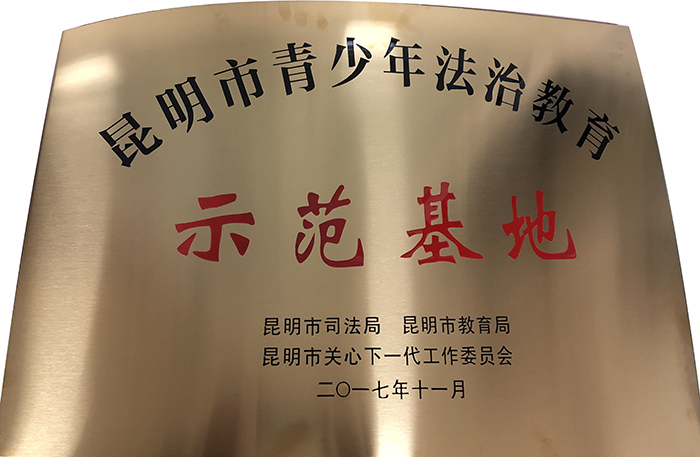 昆明市青少年法治教育
示范基地
昆明市司法局 昆明市教育局
昆明市关心下一代工作委员会
二〇一七年十一月